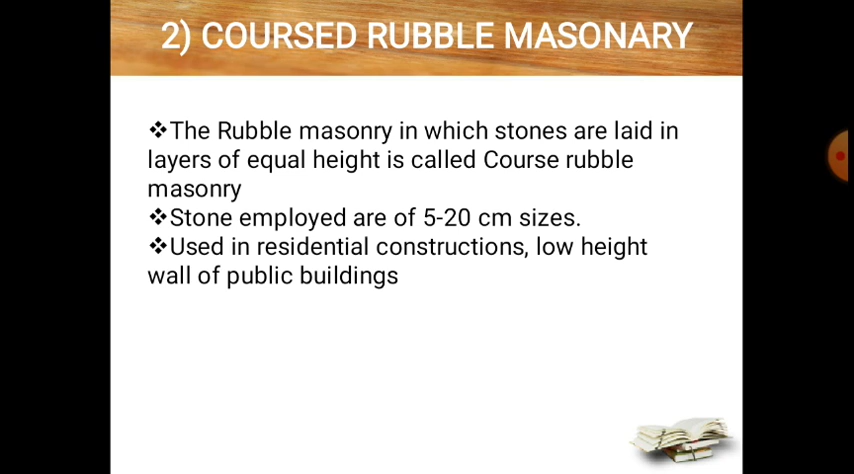 2) COURSED RUBBLE MASONARY
❖The Rubble masonry in which stones are laid in
layers of equal height is called Course rubble
masonry
❖Stone employed are of 5-20 cm sizes.
❖Used in residential constructions, low height
wall of public buildings